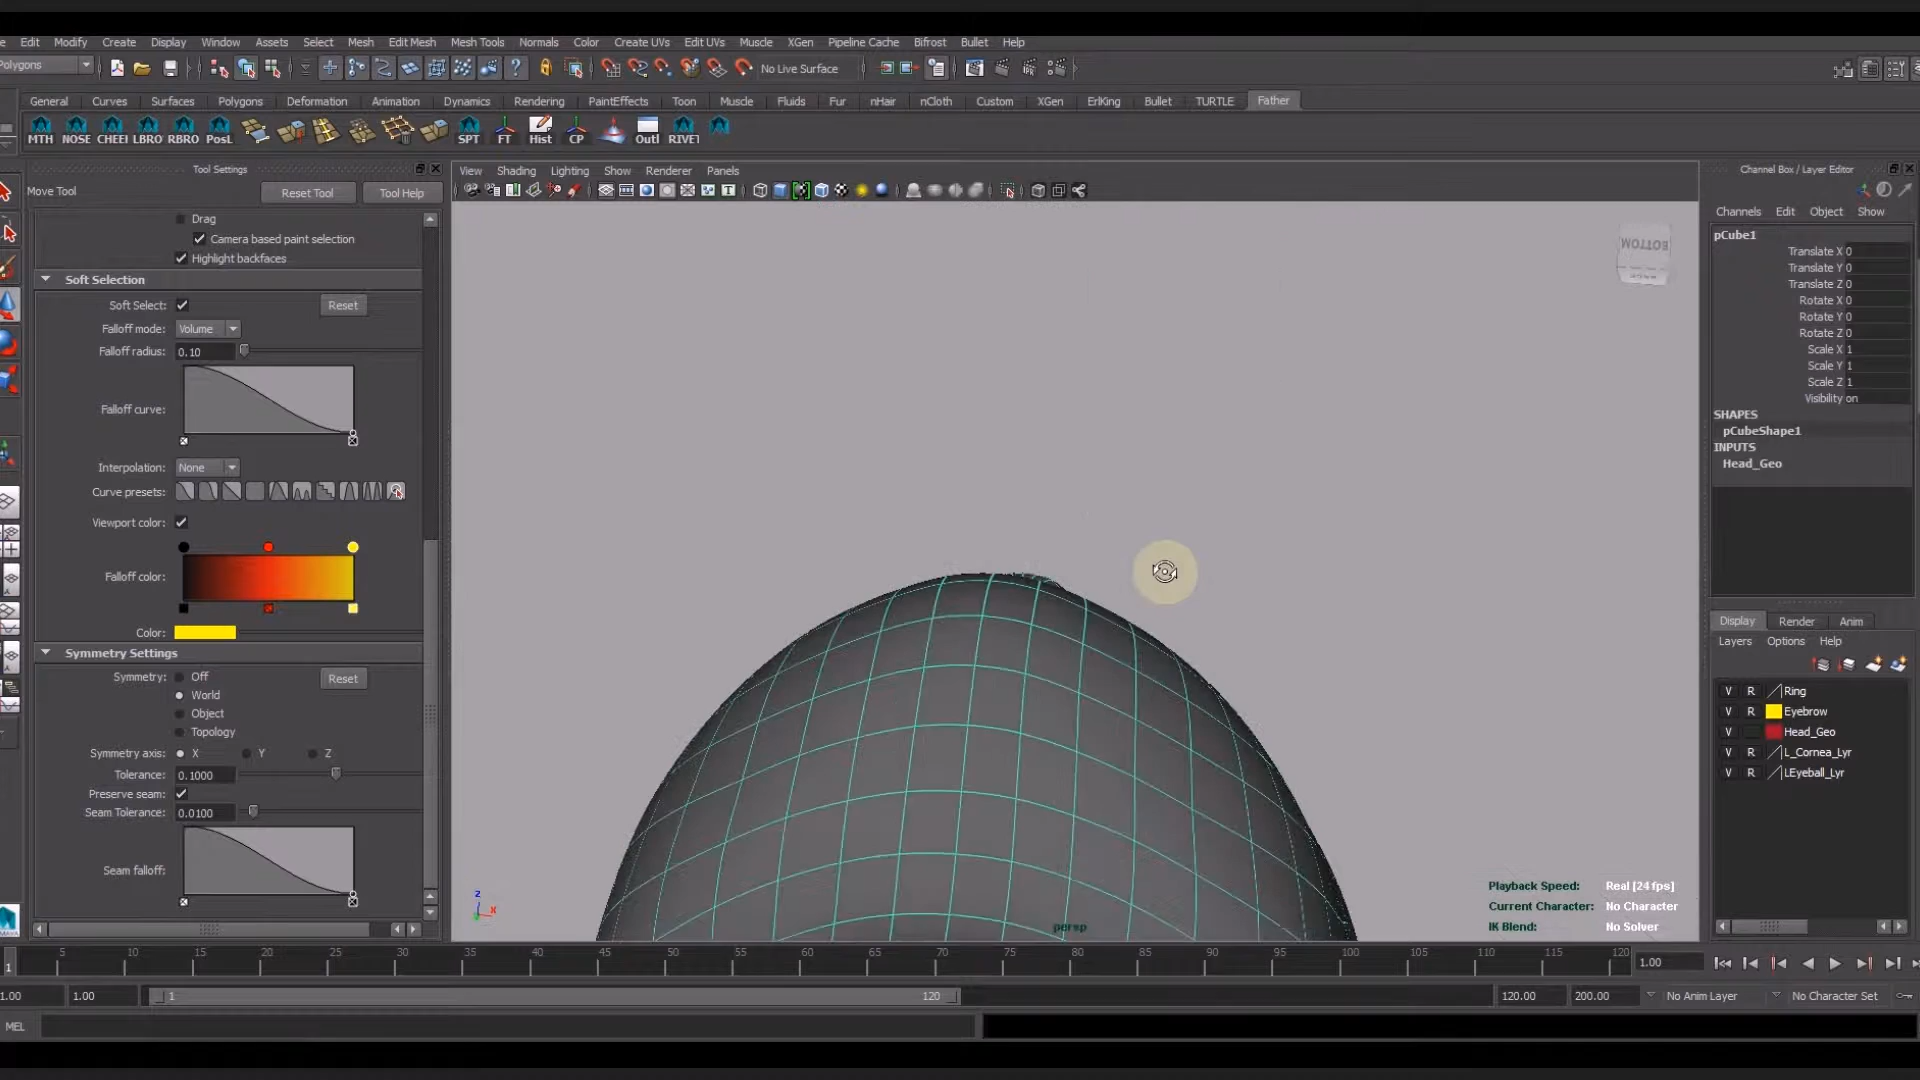 Edit Modify Create Display Window Assets Select Mesh Edit Mesh Mesh Tools Normals Color Create UVs Edit UVs Muscle XGen Pipeline Cache Bifrost Bullet Help
Polygons
No Live Surface
General Curves Surfaces Polygons Deformation Animation Dynamics Rendering PaintEffects Toon Muscle Fluids Fur nHair nCloth Custom XGen ErlKing Bullet TURTLE Father
MTH NOSE CHEEI LBRO RBRO PosL SPT FT Hist CP Outl RIVET
Tool Settings
Move Tool
Reset Tool
Tool Help
Drag
Camera based paint selection
Highlight backfaces
Soft Selection
Soft Select:
Reset
Falloff mode: Volume
Falloff radius: 0.10
Falloff curve:
Interpolation: None
Curve presets:
Viewport color:
Falloff color:
Color:
Symmetry Settings
Symmetry: Off
Reset
World
Object
Topology
Symmetry axis: X Y Z
Tolerance: 0.1000
Preserve seam:
Seam Tolerance: 0.0100
Seam falloff:
View Shading Lighting Show Renderer Panels
BOTTOM
z
x
persp
Playback Speed: Real [24 fps]
Current Character: No Character
IK Blend: No Solver
Channel Box / Layer Editor
Channels Edit Object Show
pCube1
Translate X 0
Translate Y 0
Translate Z 0
Rotate X 0
Rotate Y 0
Rotate Z 0
Scale X 1
Scale Y 1
Scale Z 1
Visibility on
SHAPES
pCubeShape1
INPUTS
Head_Geo
Display Render Anim
Layers Options Help
V R Ring
V R Eyebrow
V Head_Geo
V R L_Cornea_Lyr
V R LEyeball_Lyr
1 5 10 15 20 25 30 35 40 45 50 55 60 65 70 75 80 85 90 95 100 105 110 115 120
1.00
1.00 1.00 1 120 120.00 200.00 No Anim Layer No Character Set
MEL